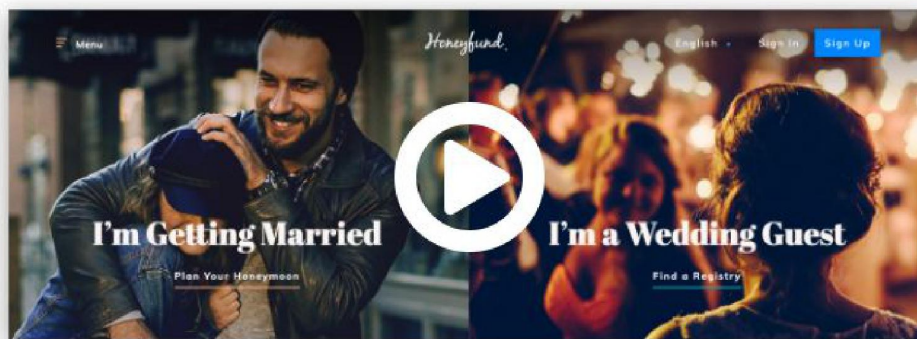 Menu
Honeyfund.
English
Sign In
Sign Up
I'm Getting Married
Plan Your Honeymoon
I'm a Wedding Guest
Find a Registry